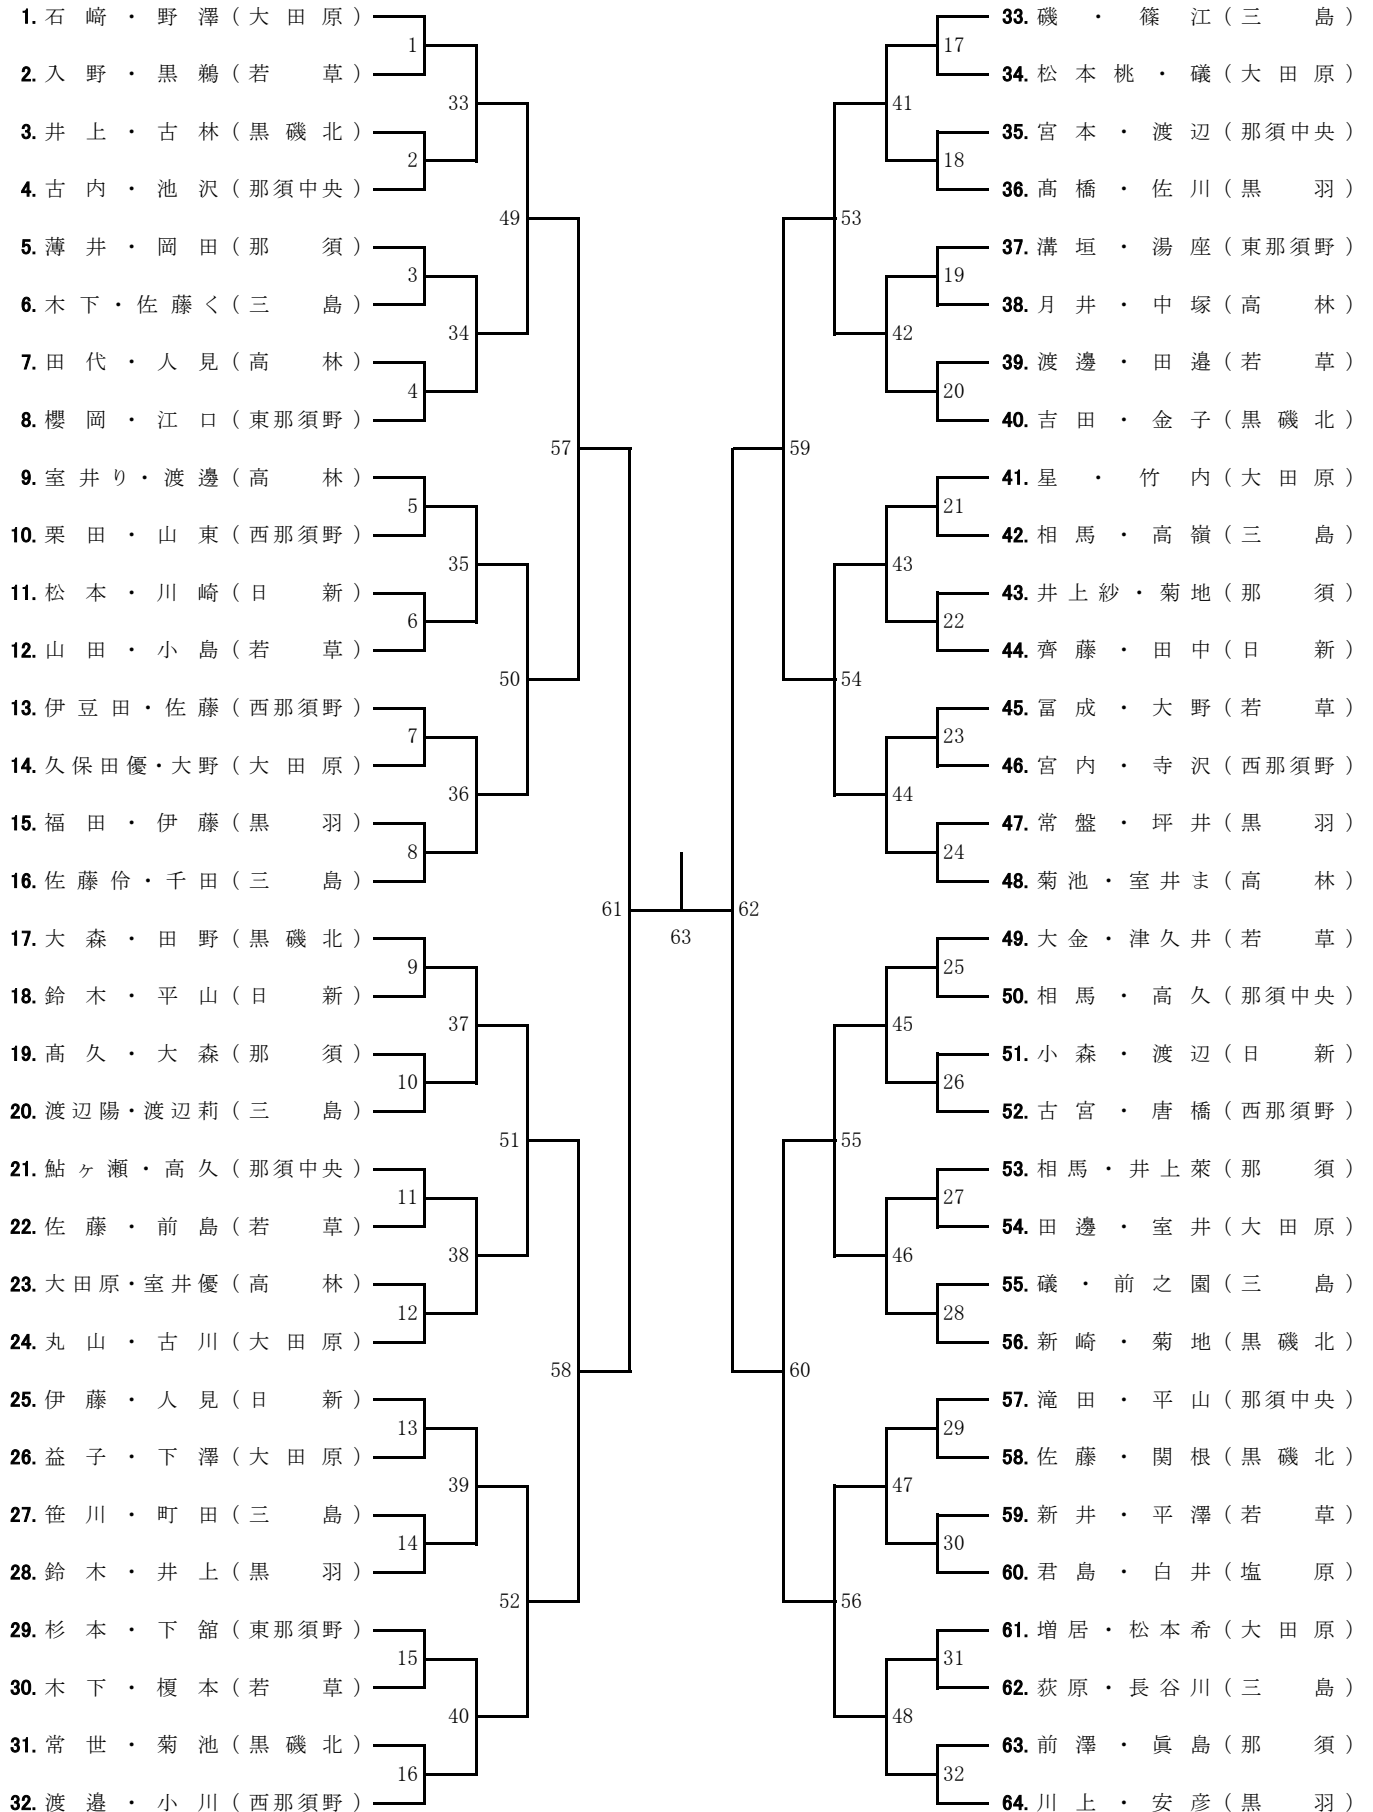 1. 石﨑・野澤(大田原)
2. 入野・黒鵜(若草)
3. 井上・古林(黒磯北)
4. 古内・池沢(那須中央)
5. 薄井・岡田(那須)
6. 木下・佐藤く(三島)
7. 田代・人見(高林)
8. 櫻岡・江口(東那須野)
9. 室井り・渡邊(高林)
10. 栗田・山東(西那須野)
11. 松本・川崎(日新)
12. 山田・小島(若草)
13. 伊豆田・佐藤(西那須野)
14. 久保田優・大野(大田原)
15. 福田・伊藤(黒羽)
16. 佐藤伶・千田(三島)
17. 大森・田野(黒磯北)
18. 鈴木・平山(日新)
19. 髙久・大森(那須)
20. 渡辺陽・渡辺莉(三島)
21. 鮎ヶ瀬・高久(那須中央)
22. 佐藤・前島(若草)
23. 大田原・室井優(高林)
24. 丸山・古川(大田原)
25. 伊藤・人見(日新)
26. 益子・下澤(大田原)
27. 笹川・町田(三島)
28. 鈴木・井上(黒羽)
29. 杉本・下舘(東那須野)
30. 木下・榎本(若草)
31. 常世・菊池(黒磯北)
32. 渡邉・小川(西那須野)
1
2
3
4
5
6
7
8
9
10
11
12
13
14
15
16
33
34
35
36
37
38
39
40
49
50
51
52
57
58
61
63
62
59
60
53
54
55
56
41
42
43
44
45
46
47
48
17
18
19
20
21
22
23
24
25
26
27
28
29
30
31
32
33. 磯・篠江(三島)
34. 松本桃・礒(大田原)
35. 宮本・渡辺(那須中央)
36. 髙橋・佐川(黒羽)
37. 溝垣・湯座(東那須野)
38. 月井・中塚(高林)
39. 渡邊・田邉(若草)
40. 吉田・金子(黒磯北)
41. 星・竹内(大田原)
42. 相馬・高嶺(三島)
43. 井上紗・菊地(那須)
44. 齊藤・田中(日新)
45. 冨成・大野(若草)
46. 宮内・寺沢(西那須野)
47. 常盤・坪井(黒羽)
48. 菊池・室井ま(高林)
49. 大金・津久井(若草)
50. 相馬・高久(那須中央)
51. 小森・渡辺(日新)
52. 古宮・唐橋(西那須野)
53. 相馬・井上萊(那須)
54. 田邊・室井(大田原)
55. 礒・前之園(三島)
56. 新崎・菊地(黒磯北)
57. 滝田・平山(那須中央)
58. 佐藤・関根(黒磯北)
59. 新井・平澤(若草)
60. 君島・白井(塩原)
61. 増居・松本希(大田原)
62. 荻原・長谷川(三島)
63. 前澤・眞島(那須)
64. 川上・安彦(黒羽)